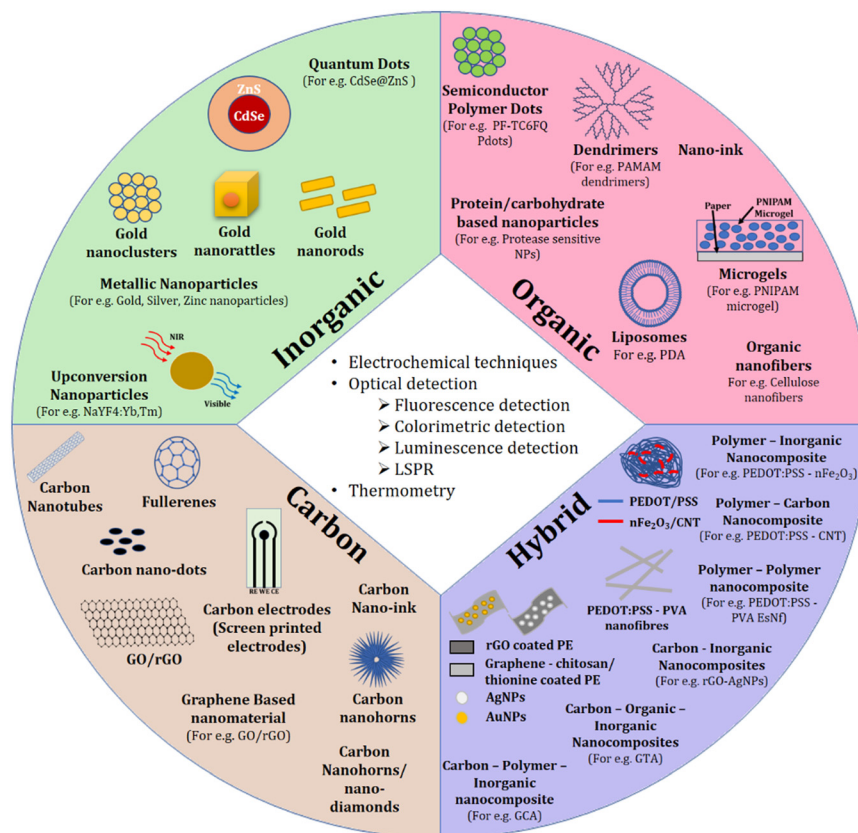 Quantum Dots
(For e.g. CdSe@ZnS )
ZnS
CdSe
Gold
nanoclusters
Gold
nanorattles
Gold
nanorods
Metallic Nanoparticles
(For e.g. Gold, Silver, Zinc nanoparticles)
NIR
Visible
Upconversion
Nanoparticles
(For e.g. NaYF4:Yb,Tm)
Inorganic
Semiconductor
Polymer Dots
(For e.g. PF-TC6FQ
Pdots)
Dendrimers
(For e.g. PAMAM
dendrimers)
Nano-ink
Protein/carbohydrate
based nanoparticles
(For e.g. Protease sensitive
NPs)
Paper
PNIPAM
Microgel
Microgels
(For e.g. PNIPAM
microgel)
Liposomes
For e.g. PDA
Organic
nanofibers
For e.g. Cellulose
nanofibers
Organic
• Electrochemical techniques
• Optical detection
➢ Fluorescence detection
➢ Colorimetric detection
➢ Luminescence detection
➢ LSPR
• Thermometry
Carbon
Carbon
Nanotubes
Fullerenes
Carbon nano-dots
RE WE CE
Carbon electrodes
(Screen printed
electrodes)
GO/rGO
Carbon
Nano-ink
Carbon
nanohorns
Graphene Based
nanomaterial
(For e.g. GO/rGO)
Carbon
Nanohorns/
nano-
diamonds
Hybrid
Polymer – Inorganic
Nanocomposite
(For e.g. PEDOT:PSS - nFe₂O₃)
PEDOT/PSS
nFe₂O₃/CNT
Polymer – Carbon
Nanocomposite
(For e.g. PEDOT:PSS - CNT)
Polymer – Polymer
nanocomposite
(For e.g. PEDOT:PSS -
PVA EsNf)
PEDOT:PSS - PVA
nanofibres
rGO coated PE
Graphene - chitosan/
thionine coated PE
AgNPs
AuNPs
Carbon - Inorganic
Nanocomposites
(For e.g. rGO-AgNPs)
Carbon – Organic –
Inorganic
Nanocomposites
(For e.g. GTA)
Carbon – Polymer –
Inorganic
nanocomposite
(For e.g. GCA)